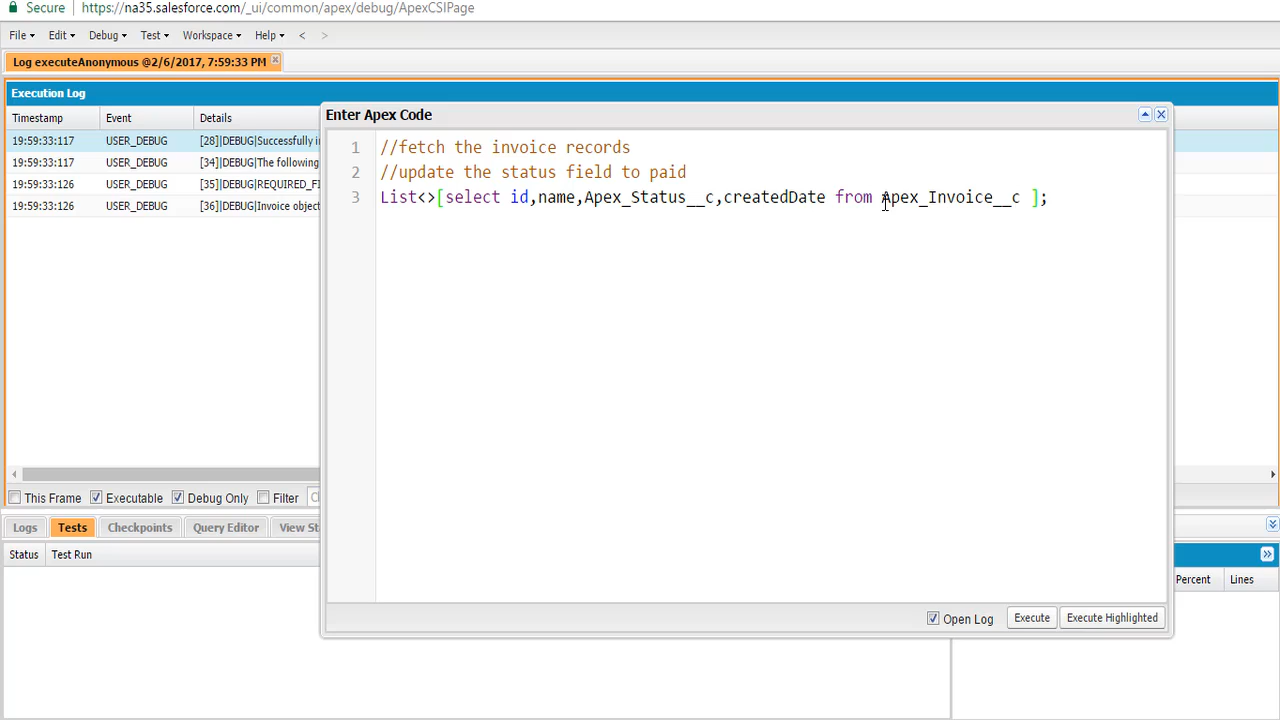 Secure https://na35.salesforce.com/_ui/common/apex/debug/ApexCSIPage
File Edit Debug Test Workspace Help < >
Log executeAnonymous @2/6/2017, 7:59:33 PM
Execution Log
Timestamp Event Details
19:59:33:117 USER_DEBUG [28]|DEBUG|Successfully
19:59:33:117 USER_DEBUG [34]|DEBUG|The following
19:59:33:126 USER_DEBUG [35]|DEBUG|REQUIRED_FI
19:59:33:126 USER_DEBUG [36]|DEBUG|Invoice object
Enter Apex Code
1 //fetch the invoice records
2 //update the status field to paid
3 List<>[select id,name,Apex_Status__c,createdDate from Apex_Invoice__c ];
This Frame Executable Debug Only Filter
Open Log Execute Execute Highlighted
Logs Tests Checkpoints Query Editor View
Status Test Run
Percent Lines